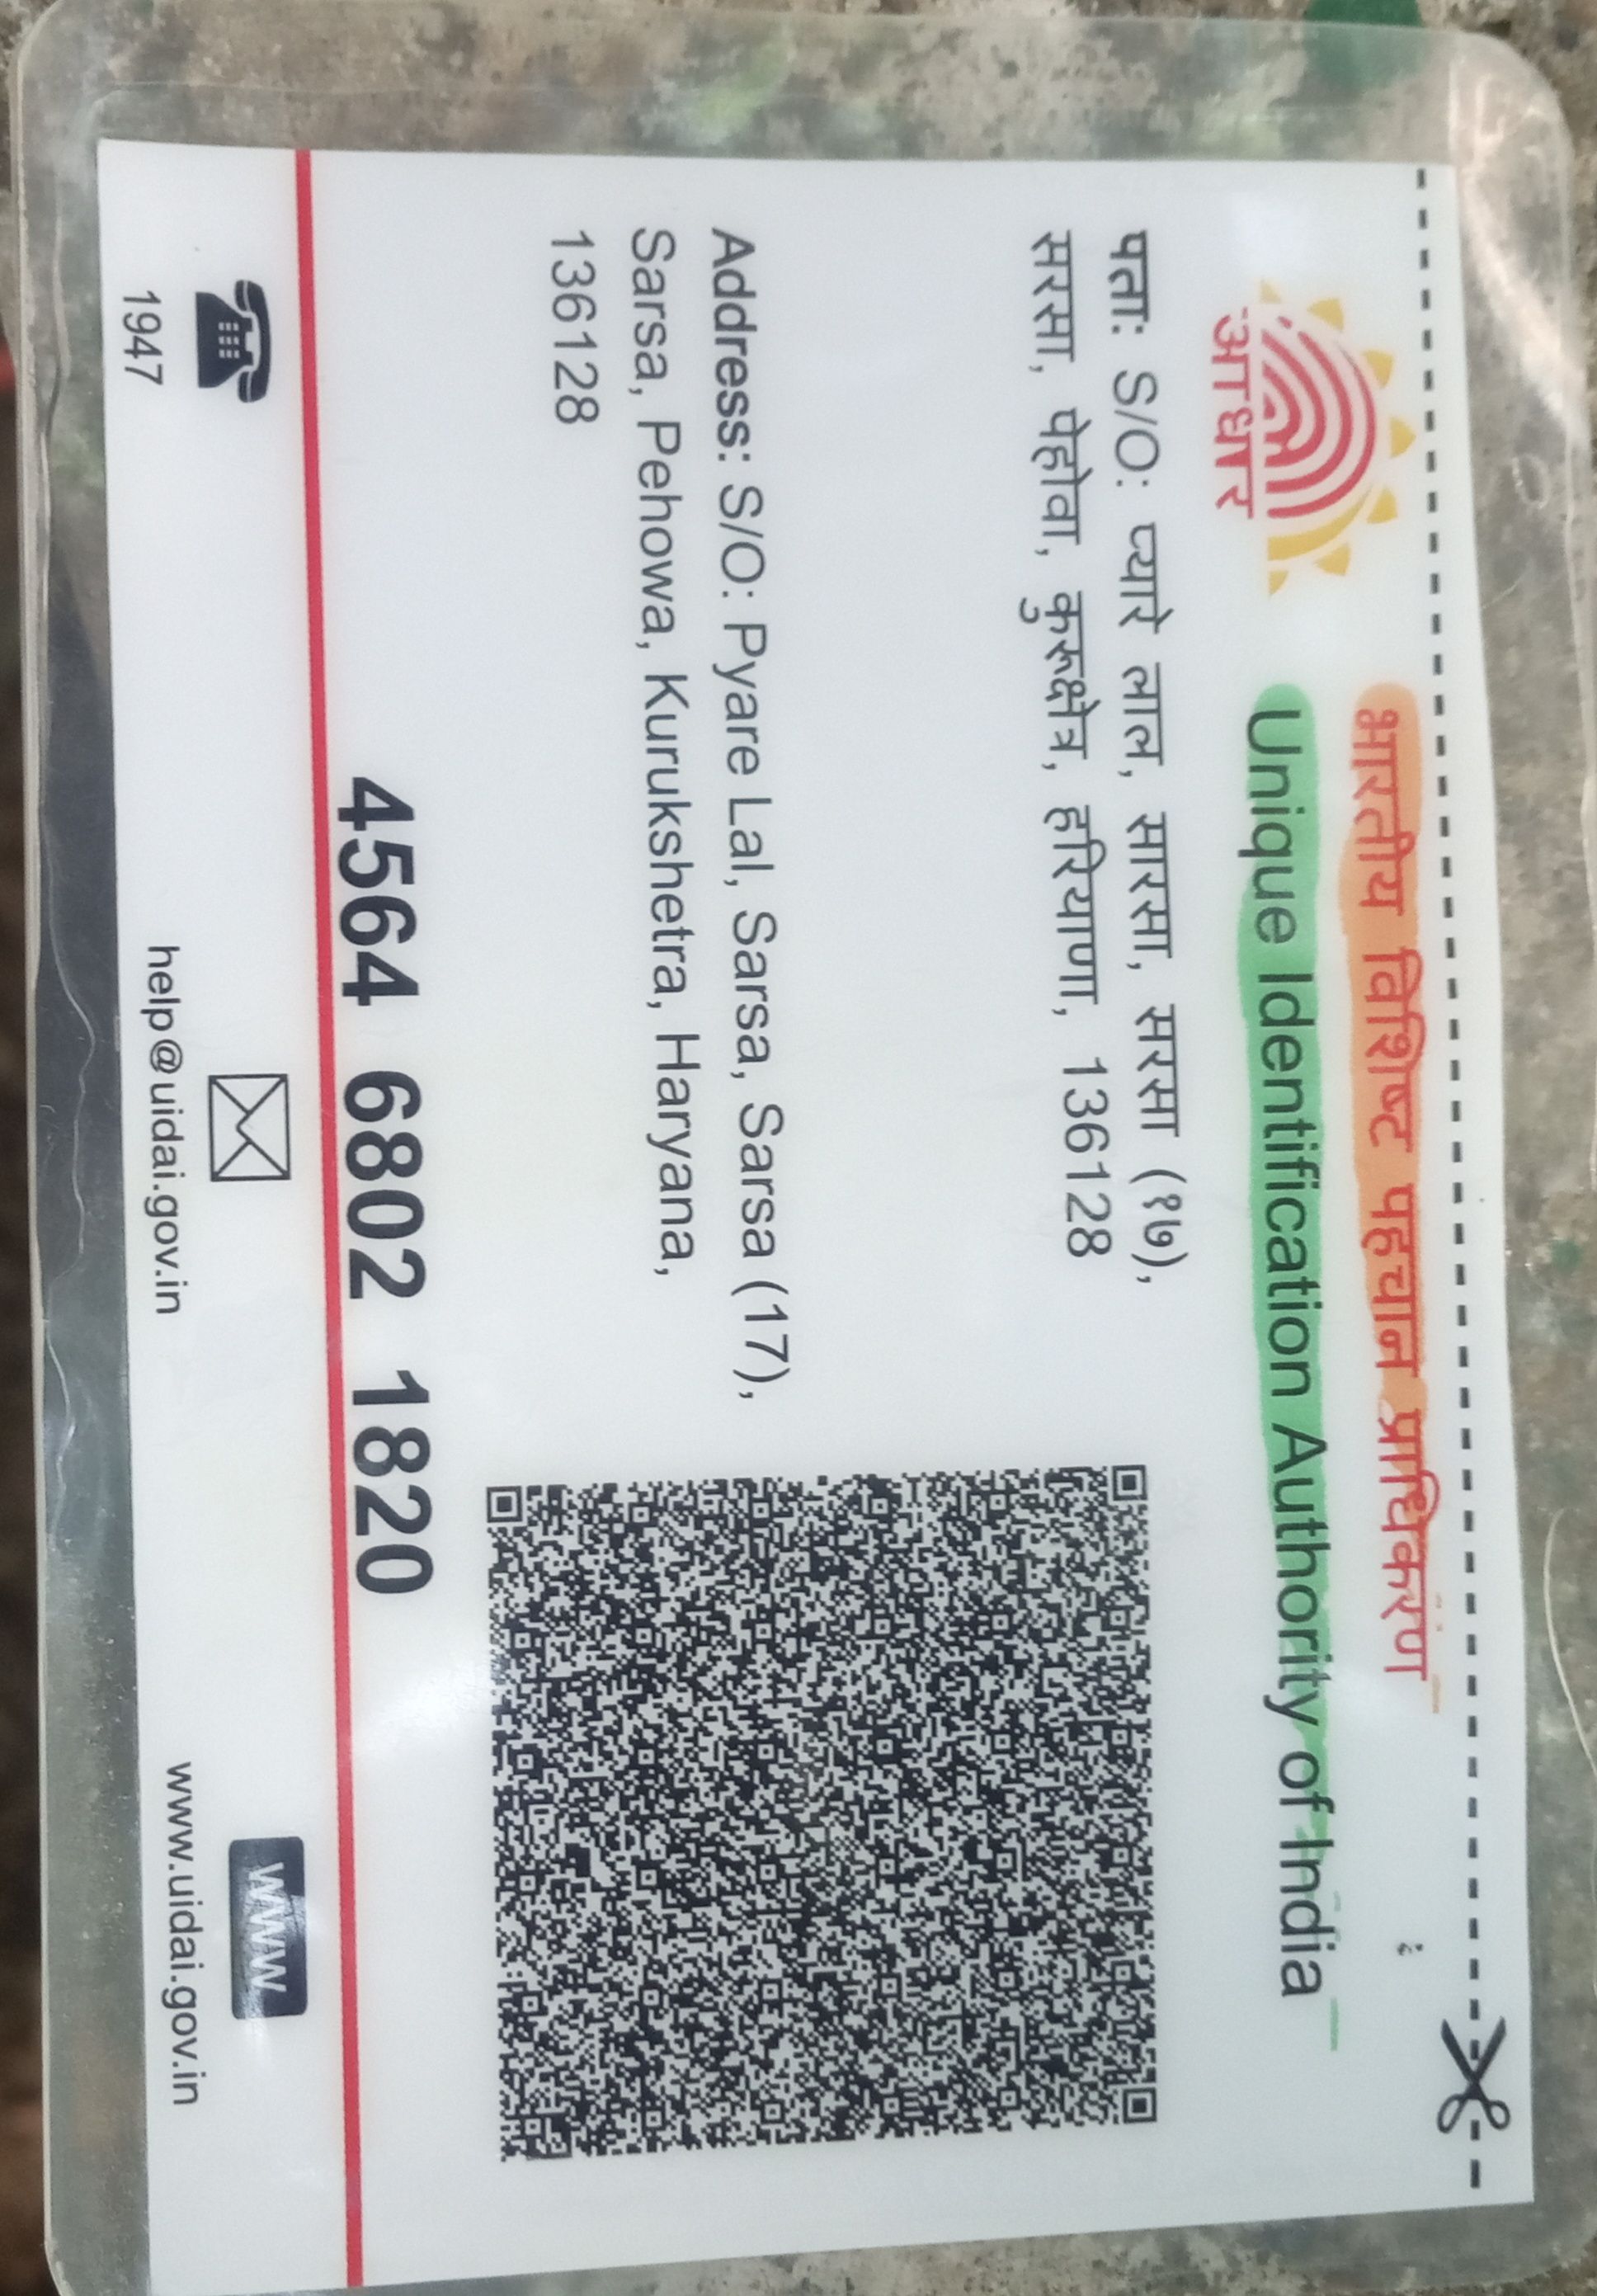 भारतीय विशिष्ट पहचान प्राधिकरण
Unique Identification Authority of India
आधार
पताः S/O: प्यारे लाल, सारसा, सरसा (१७),
सरसा, पेहोवा, कुरूक्षेत्र, हरियाणा, 136128
Address: S/O: Pyare Lal, Sarsa, Sarsa (17),
Sarsa, Pehowa, Kurukshetra, Haryana,
136128
4564 6802 1820
WWW
1947
help@uidai.gov.in
www.uidai.gov.in